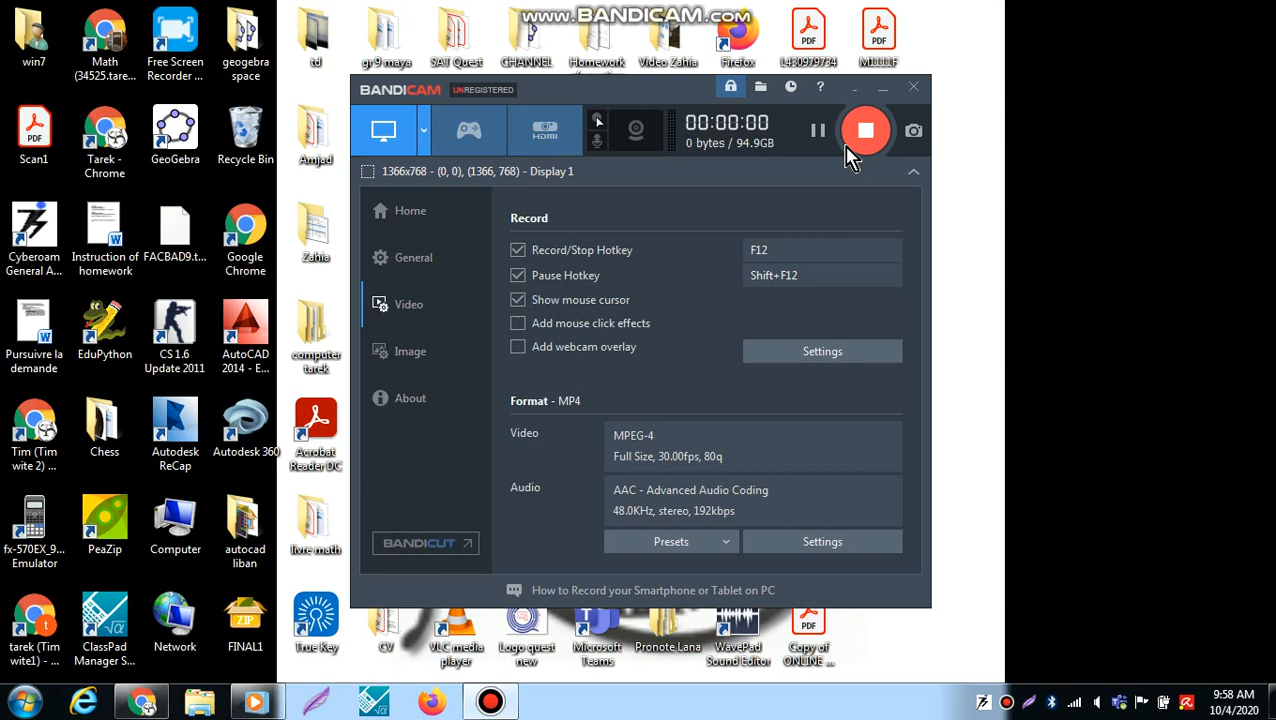 www.BANDICAM.com
win7
Math
(34525.tare...
Free Screen
Recorder ...
geogebra
space
td
gr 9 maya
SAT Quest
CHANNEL
Homework
Video Zahia
Firefox
L430979734
M1111F
PDF
PDF
BANDICAM
UNREGISTERED
HDMI
00:00:00
0 bytes / 94.9GB
1366x768 - (0, 0), (1366, 768) - Display 1
PDF
Scan1
Tarek -
Chrome
GeoGebra
Recycle Bin
Amjad
Cyberoam
General A...
Instruction of
homework
FACBAD9.t...
Google
Chrome
Zahia
Pursuivre la
demande
EduPython
CS 1.6
Update 2011
AutoCAD
2014 - E...
computer
tarek
Tim (Tim
wite 2) ...
Chess
Autodesk
ReCap
Autodesk 360
Acrobat
Reader DC
fx-570EX_9...
Emulator
PeaZip
Computer
autocad
liban
livre math
tarek (Tim
wite1) - ...
ClassPad
Manager S...
Network
FINAL1
True Key
Home
General
Video
Image
About
BANDICUT
Record
Record/Stop Hotkey
F12
Pause Hotkey
Shift+F12
Show mouse cursor
Add mouse click effects
Add webcam overlay
Settings
Format - MP4
Video
MPEG-4
Full Size, 30.00fps, 80q
Audio
AAC - Advanced Audio Coding
48.0KHz, stereo, 192kbps
Presets
Settings
How to Record your Smartphone or Tablet on PC
CV
VLC media
player
Logo quest
new
Microsoft
Teams
Pronote Lana
WavePad
Sound Editor
PDF
Copy of
ONLINE ...
9:58 AM
10/4/2020